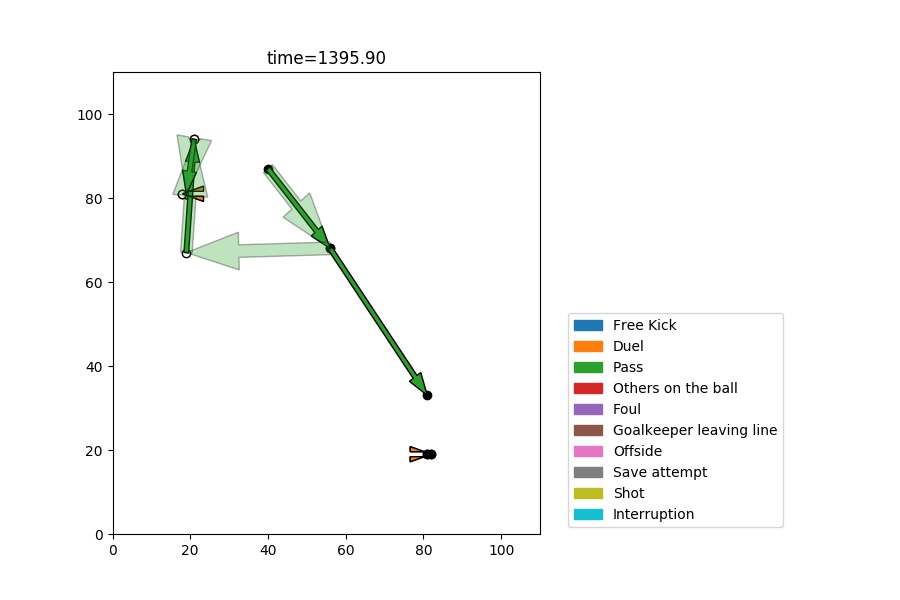 time=1395.90
100
80
60
40
20
0
0 20 40 60 80 100
Free Kick
Duel
Pass
Others on the ball
Foul
Goalkeeper leaving line
Offside
Save attempt
Shot
Interruption